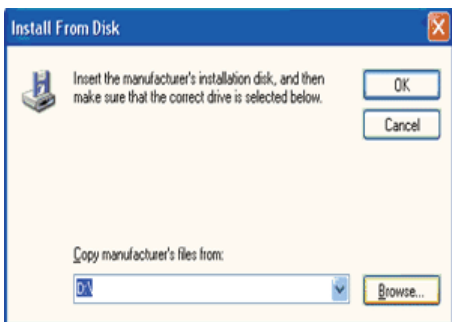 Install From Disk
Insert the manufacturer's installation disk, and then
make sure that the correct drive is selected below.
OK
Cancel
Copy manufacturer's files from:
D:\
Browse...